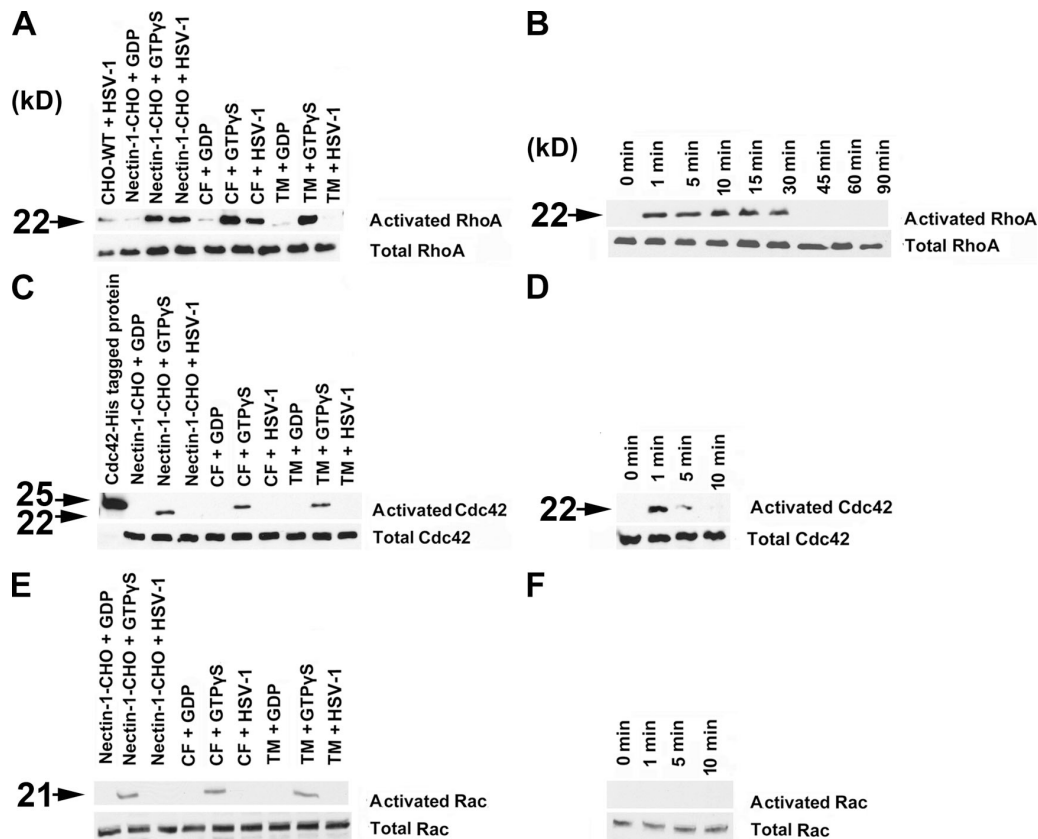 A
(kD)
CHO-WT + HSV-1
Nectin-1-CHO + GDP
Nectin-1-CHO + GTPγS
Nectin-1-CHO + HSV-1
CF + GDP
CF + GTPγS
CF + HSV-1
TM + GDP
TM + GTPγS
TM + HSV-1
22
Activated RhoA
Total RhoA
B
(kD)
0 min
1 min
5 min
10 min
15 min
30 min
45 min
60 min
90 min
22
Activated RhoA
Total RhoA
C
Cdc42-His tagged protein
Nectin-1-CHO + GDP
Nectin-1-CHO + GTPγS
Nectin-1-CHO + HSV-1
CF + GDP
CF + GTPγS
CF + HSV-1
TM + GDP
TM + GTPγS
TM + HSV-1
25
22
Activated Cdc42
Total Cdc42
D
0 min
1 min
5 min
10 min
22
Activated Cdc42
Total Cdc42
E
Nectin-1-CHO + GDP
Nectin-1-CHO + GTPγS
Nectin-1-CHO + HSV-1
CF + GDP
CF + GTPγS
CF + HSV-1
TM + GDP
TM + GTPγS
TM + HSV-1
21
Activated Rac
Total Rac
F
0 min
1 min
5 min
10 min
Activated Rac
Total Rac